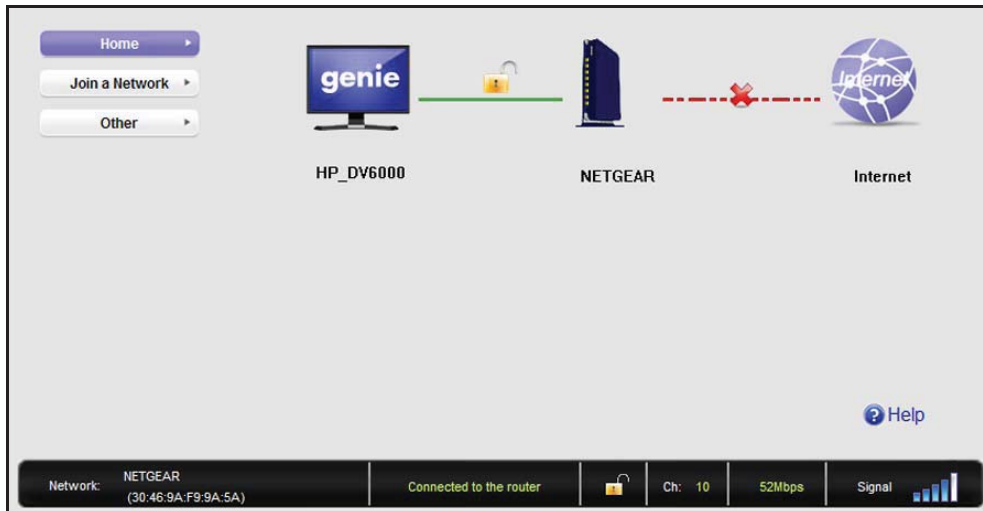 Home
Join a Network
Other
genie
Internet
HP_DV6000
NETGEAR
Internet
? Help
Network:
NETGEAR
(30:46:9A:F9:9A:5A)
Connected to the router
Ch: 10
52Mbps
Signal